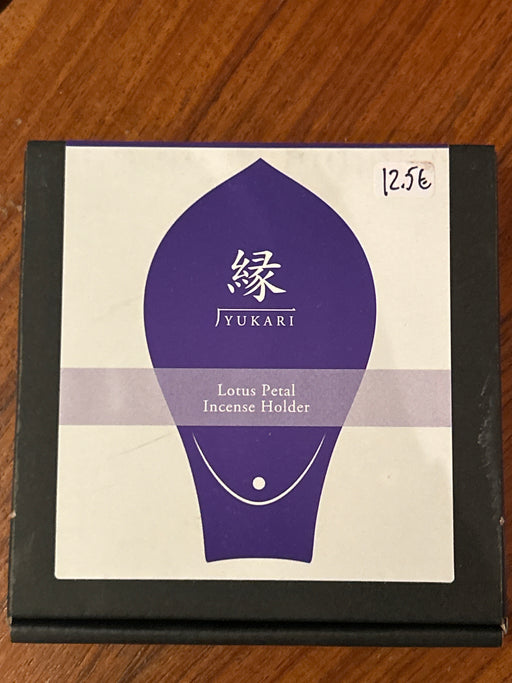 12.5€
縁
YUKARI
Lotus Petal
Incense Holder